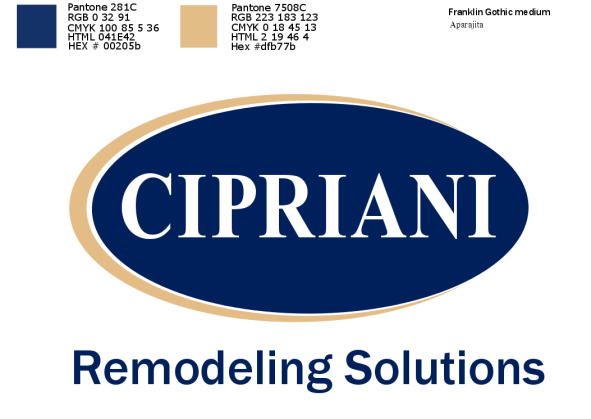 Pantone 281C
RGB 0 32 91
CMYK 100 85 5 36
HTML 041E42
HEX # 00205b
Pantone 7508C
RGB 223 183 123
CMYK 0 18 45 13
HTML 2 19 46 4
Hex #dfb77b
Franklin Gothic medium
Aparajita
CIPRIANI
Remodeling Solutions